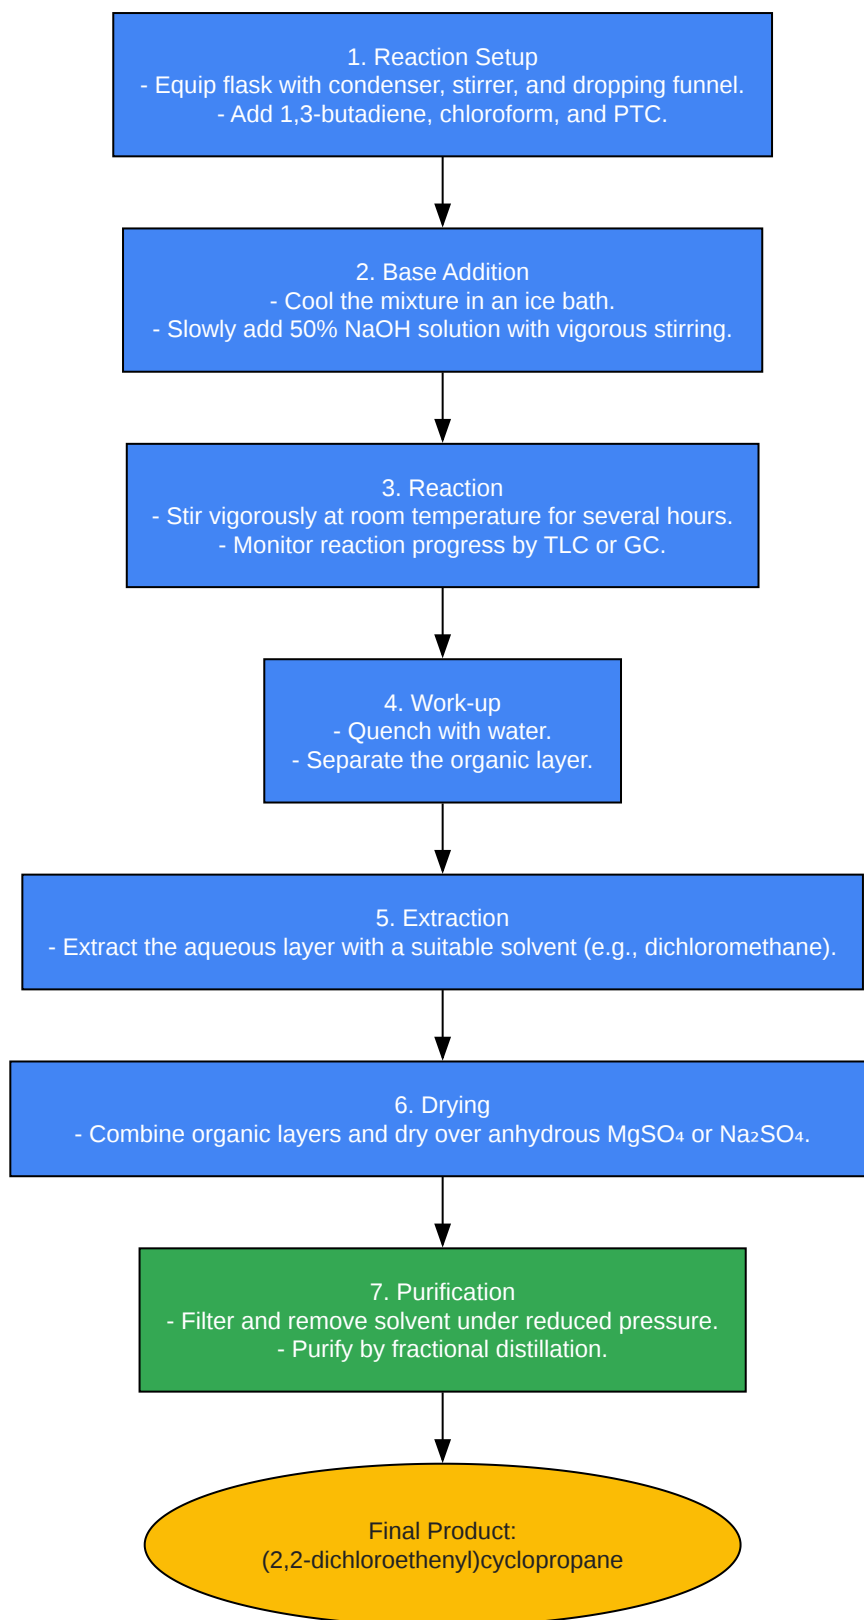 1. Reaction Setup
- Equip flask with condenser, stirrer, and dropping funnel.
- Add 1,3-butadiene, chloroform, and PTC.
2. Base Addition
- Cool the mixture in an ice bath.
- Slowly add 50% NaOH solution with vigorous stirring.
3. Reaction
- Stir vigorously at room temperature for several hours.
- Monitor reaction progress by TLC or GC.
4. Work-up
- Quench with water.
- Separate the organic layer.
5. Extraction
- Extract the aqueous layer with a suitable solvent (e.g., dichloromethane).
6. Drying
- Combine organic layers and dry over anhydrous MgSO₄ or Na₂SO₄.
7. Purification
- Filter and remove solvent under reduced pressure.
- Purify by fractional distillation.
Final Product:
(2,2-dichloroethenyl)cyclopropane